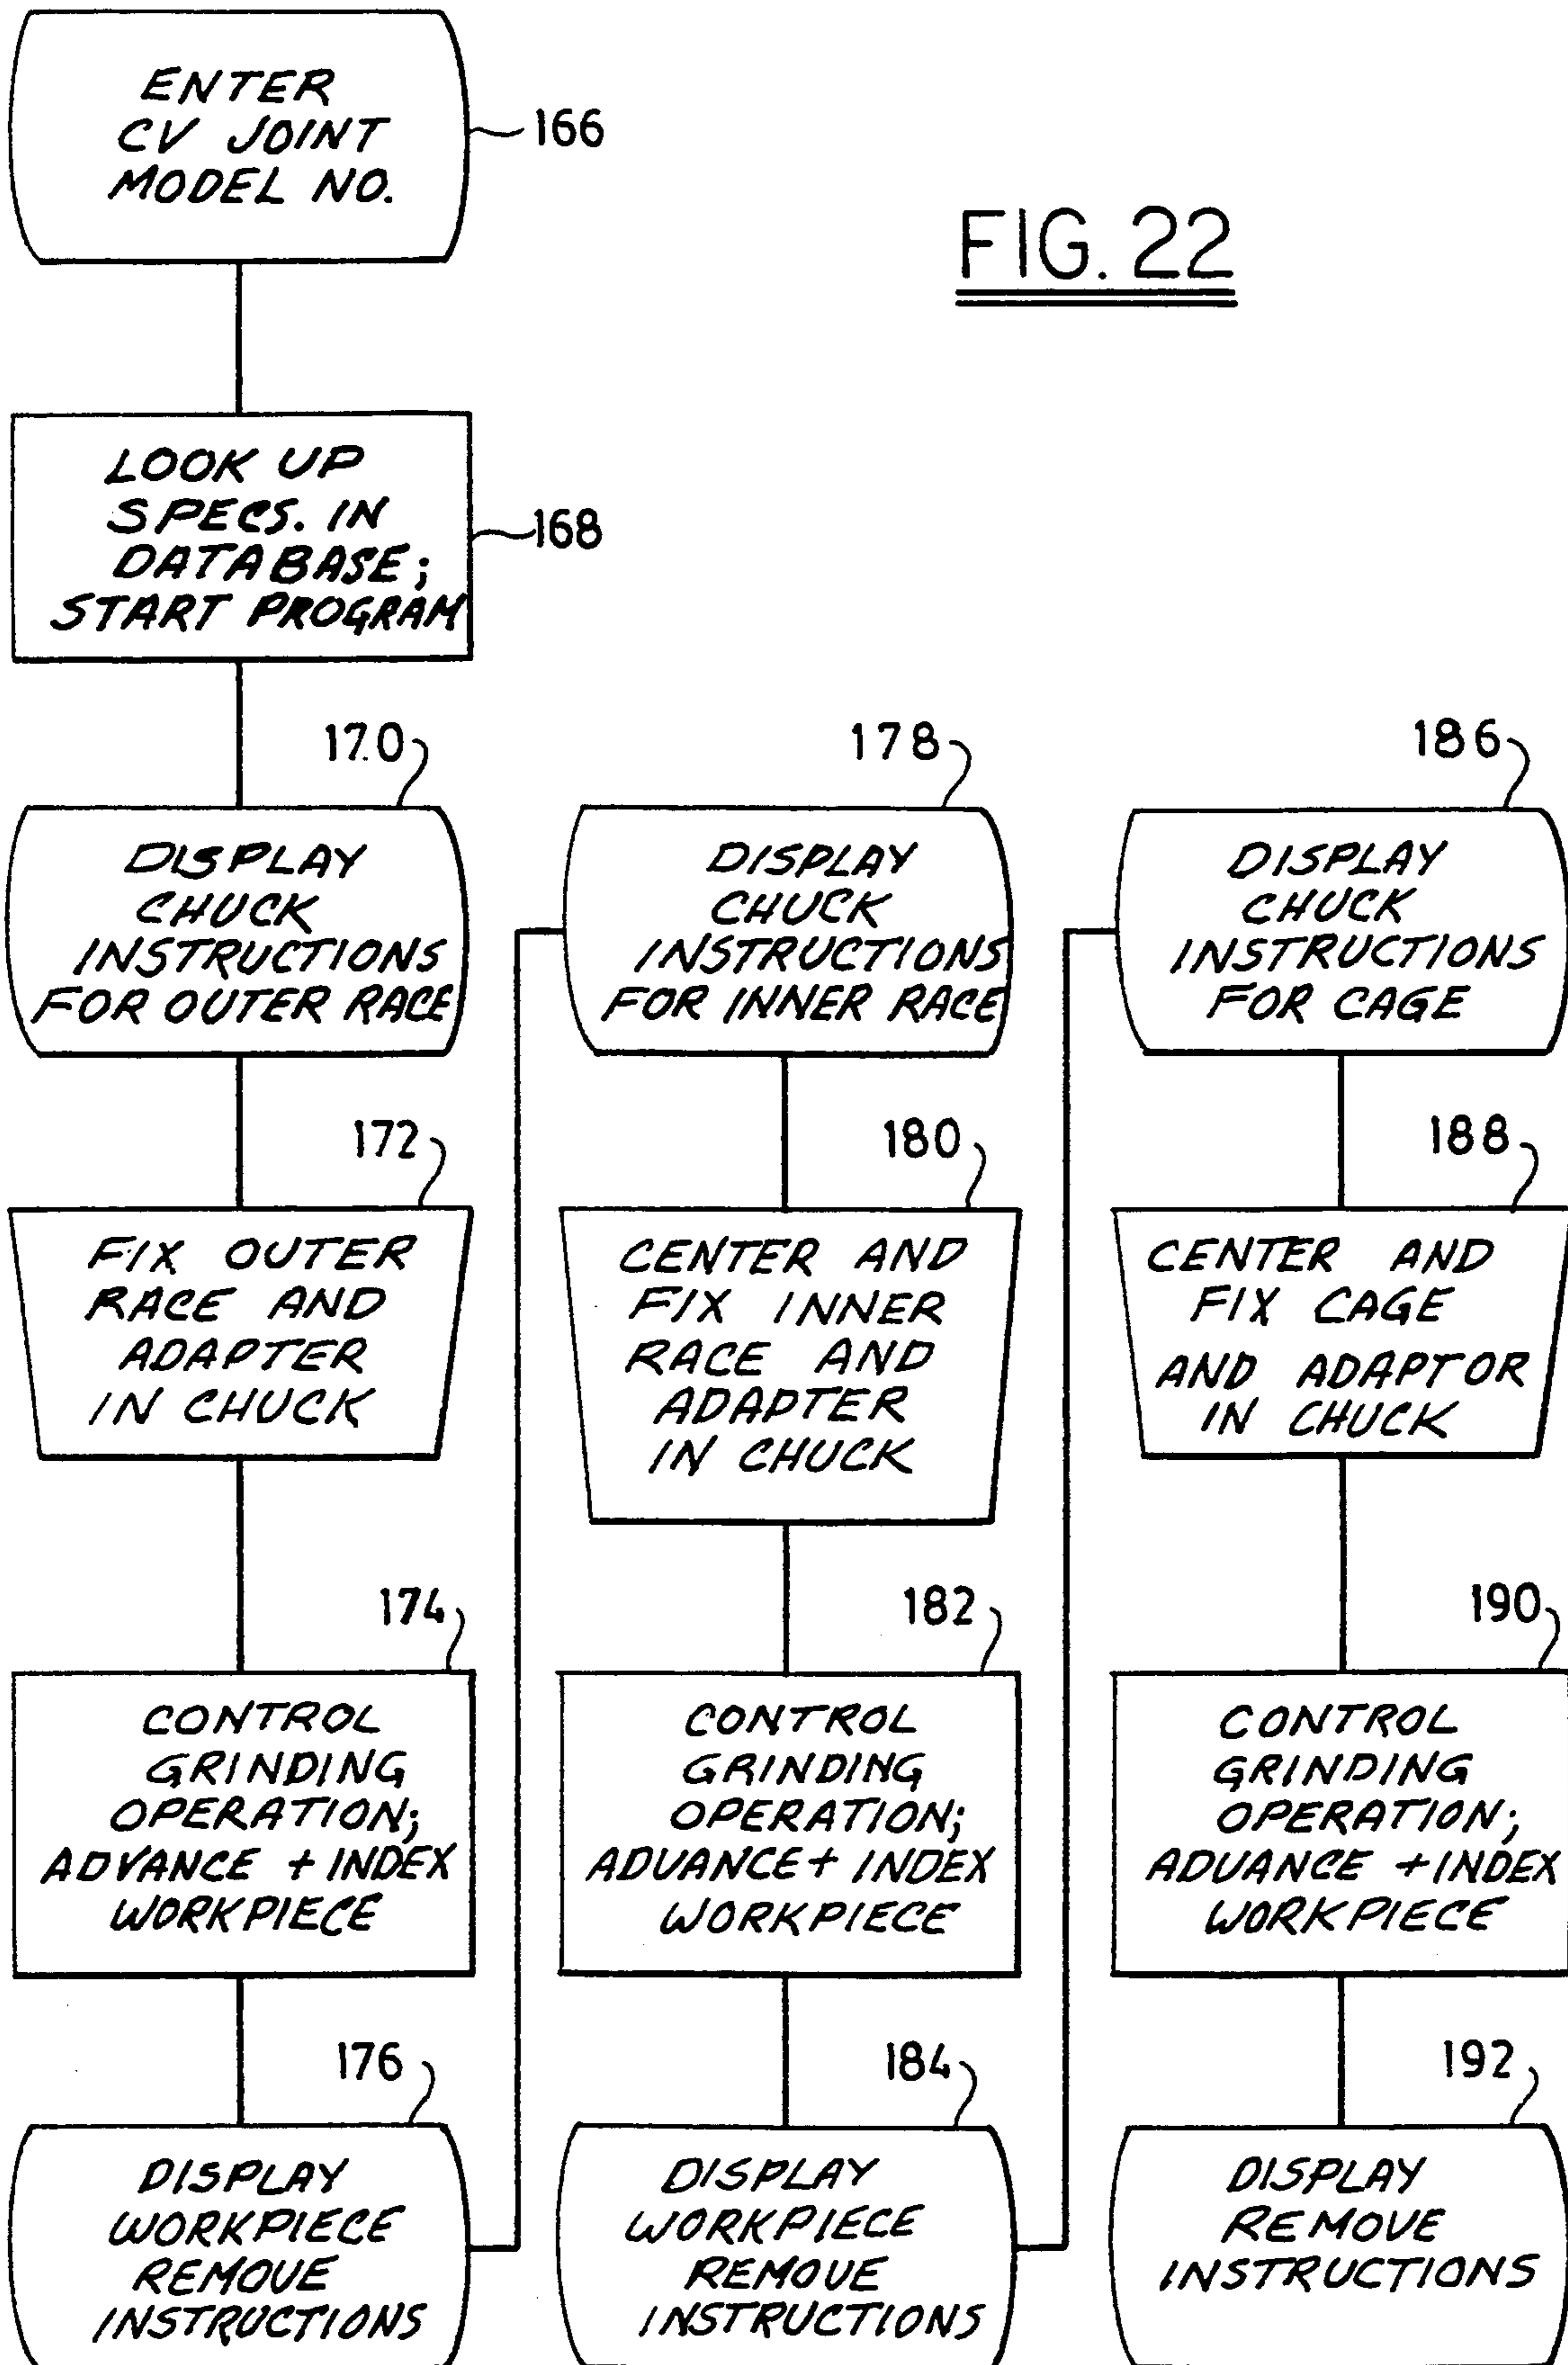 ENTER
CV JOINT
MODEL NO.
166
FIG. 22
LOOK UP
SPECS. IN
DATABASE;
START PROGRAM
168
170
DISPLAY
CHUCK
INSTRUCTIONS
FOR OUTER RACE
172
FIX OUTER
RACE AND
ADAPTER
IN CHUCK
174
CONTROL
GRINDING
OPERATION;
ADVANCE + INDEX
WORKPIECE
176
DISPLAY
WORKPIECE
REMOVE
INSTRUCTIONS
178
DISPLAY
CHUCK
INSTRUCTIONS
FOR INNER RACE
180
CENTER AND
FIX INNER
RACE AND
ADAPTER
IN CHUCK
182
CONTROL
GRINDING
OPERATION;
ADVANCE + INDEX
WORKPIECE
184
DISPLAY
WORKPIECE
REMOVE
INSTRUCTIONS
186
DISPLAY
CHUCK
INSTRUCTIONS
FOR CAGE
188
CENTER AND
FIX CAGE
AND ADAPTOR
IN CHUCK
190
CONTROL
GRINDING
OPERATION;
ADVANCE + INDEX
WORKPIECE
192
DISPLAY
REMOVE
INSTRUCTIONS